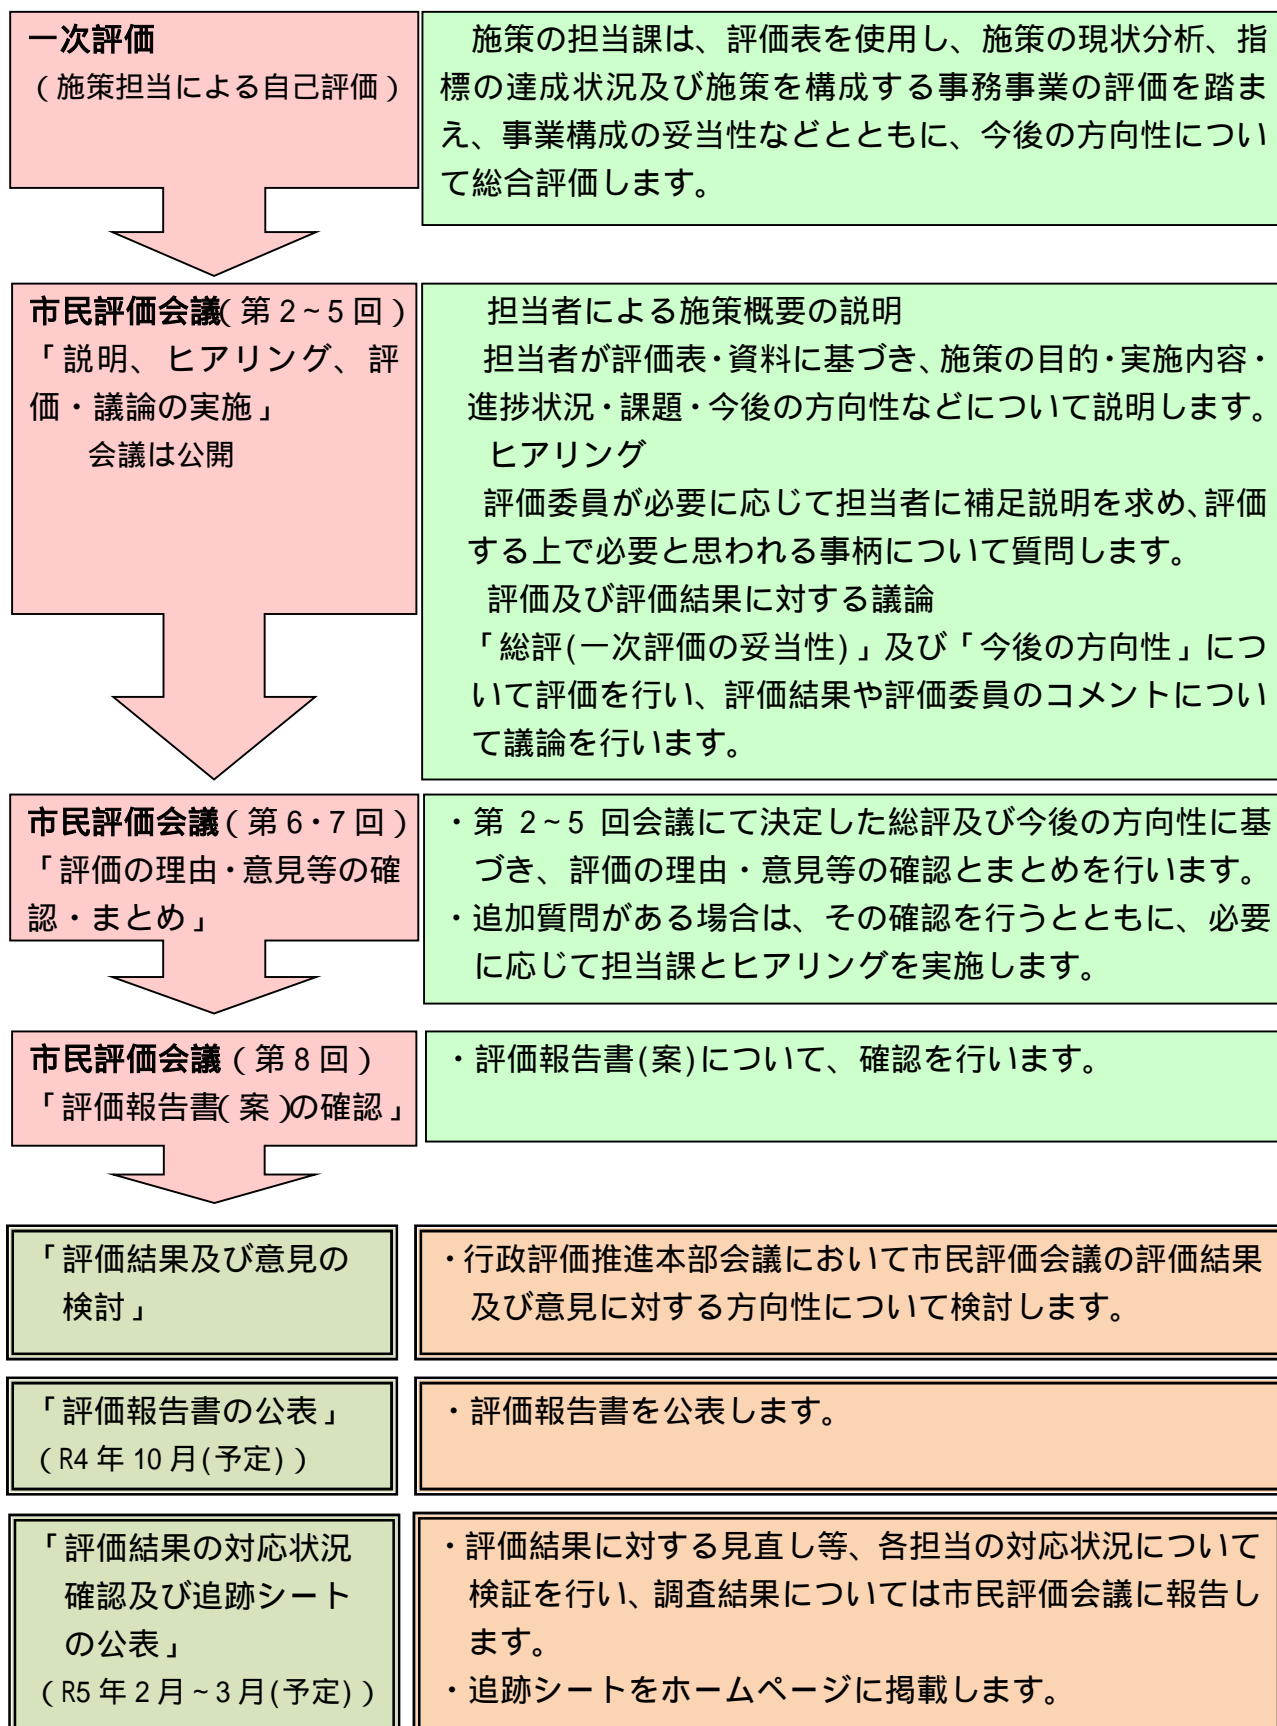 一次評価
（施策担当による自己評価）
施策の担当課は、評価表を使用し、施策の現状分析、指
標の達成状況及び施策を構成する事務事業の評価を踏ま
え、事業構成の妥当性などとともに、今後の方向性につい
て総合評価します。
市民評価会議（第2~5回）
「説明、ヒアリング、評
価・議論の実施」
会議は公開
担当者による施策概要の説明
担当者が評価表・資料に基づき、施策の目的・実施内容・
進捗状況・課題・今後の方向性などについて説明します。
ヒアリング
評価委員が必要に応じて担当者に補足説明を求め、評価
する上で必要と思われる事柄について質問します。
評価及び評価結果に対する議論
「総評(一次評価の妥当性)」及び「今後の方向性」につ
いて評価を行い、評価結果や評価委員のコメントについ
て議論を行います。
市民評価会議（第6・7回）
「評価の理由・意見等の確
認・まとめ」
・第 2~5 回会議にて決定した総評及び今後の方向性に基
づき、評価の理由・意見等の確認とまとめを行います。
・追加質問がある場合は、その確認を行うとともに、必要
に応じて担当課とヒアリングを実施します。
市民評価会議（第8回）
「評価報告書（案）の確認」
・評価報告書(案)について、確認を行います。
「評価結果及び意見の
検討」
・行政評価推進本部会議において市民評価会議の評価結果
及び意見に対する方向性について検討します。
「評価報告書の公表」
（R4年10月(予定)）
・評価報告書を公表します。
「評価結果の対応状況
確認及び追跡シート
の公表」
（R5年2月~3月(予定)）
・評価結果に対する見直し等、各担当の対応状況について
検証を行い、調査結果については市民評価会議に報告し
ます。
・追跡シートをホームページに掲載します。